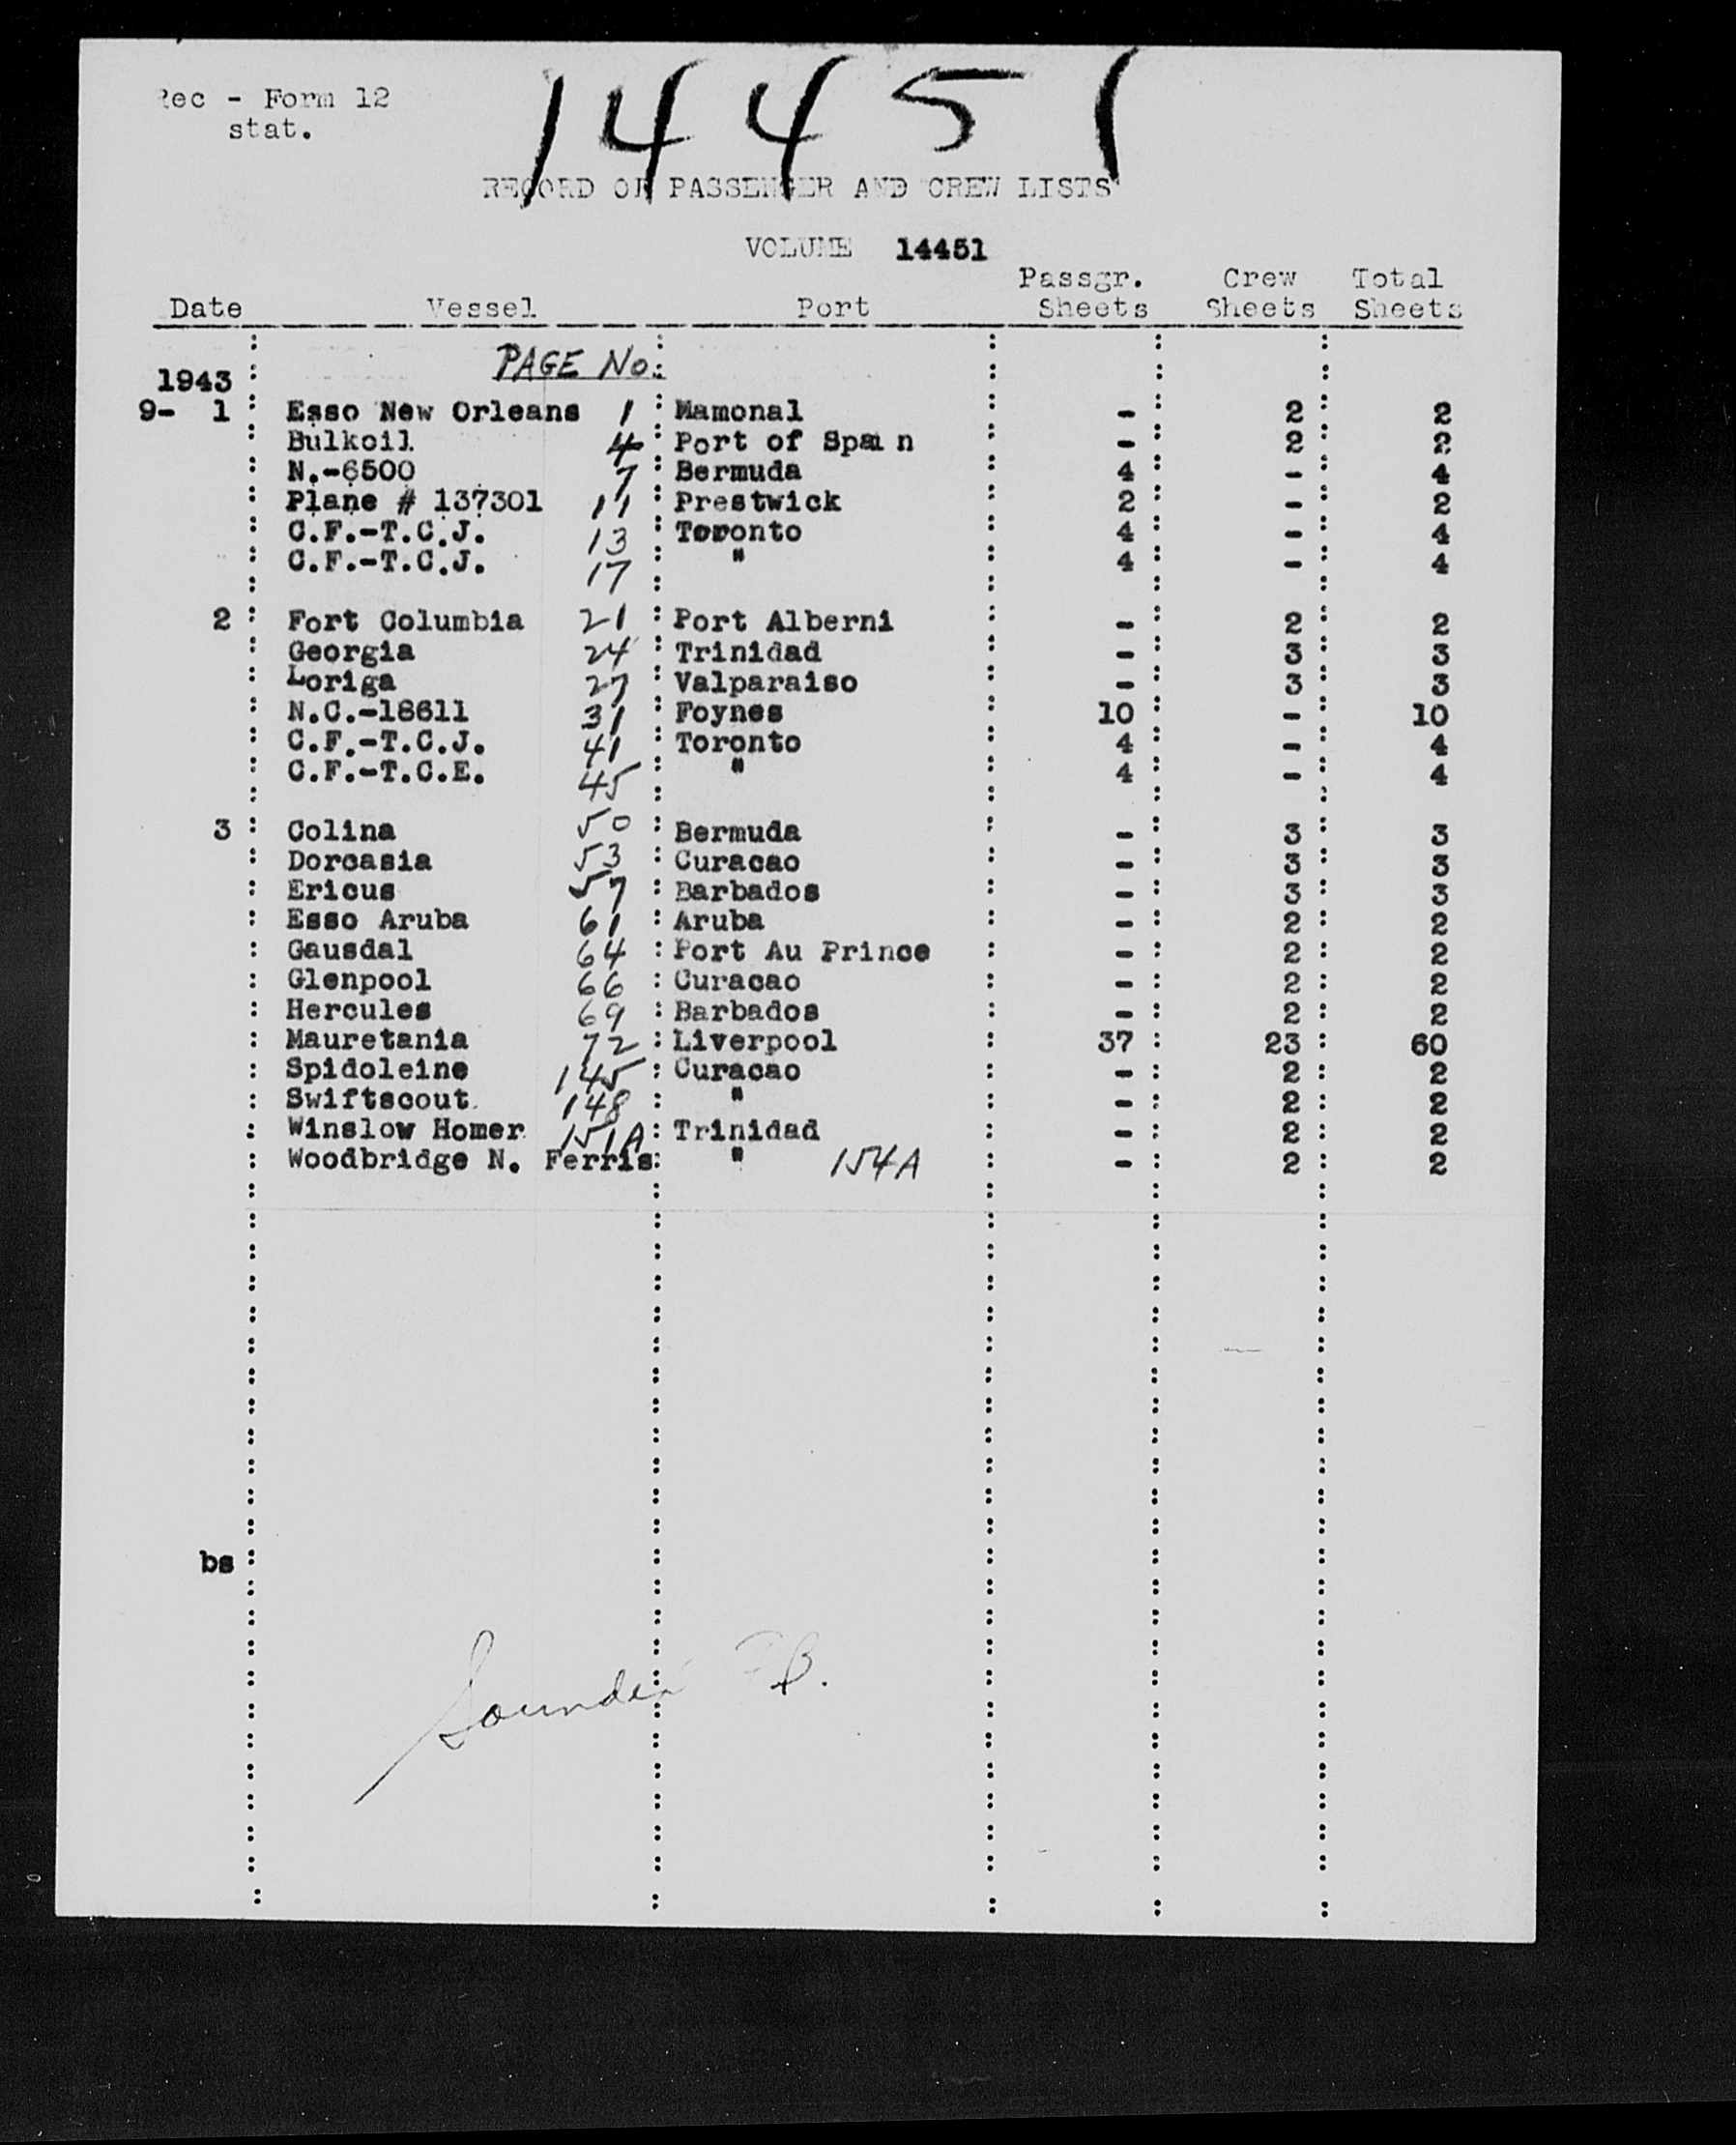 14451
Rec - Form 12
stat.
RECORD OF PASSENGER AND CREW LISTS
VOLUME 14451
Date Vessel Port Passgr. Sheets Crew Sheets Total Sheets
PAGE No.
1943
9- 1 Esso New Orleans 1 Mamonal - 2 2
Bulkoil 4 Port of Spain - 2 2
N.-6500 7 Bermuda 4 - 4
Plane # 137301 11 Prestwick 2 - 2
C.F.-T.C.J. 13 Toronto 4 - 4
C.F.-T.C.J. 17 " 4 - 4
2 Fort Columbia 21 Port Alberni - 2 2
Georgia 24 Trinidad - 3 3
Loriga 27 Valparaiso - 3 3
N.C.-18611 31 Foynes 10 - 10
C.F.-T.C.J. 41 Toronto 4 - 4
C.F.-T.C.E. 45 " 4 - 4
3 Colina 50 Bermuda - 3 3
Dorcasia 53 Curacao - 3 3
Ericus 57 Barbados - 3 3
Esso Aruba 61 Aruba - 2 2
Gausdal 64 Port Au Prince - 2 2
Glenpool 66 Curacao - 2 2
Hercules 69 Barbados - 2 2
Mauretania 72 Liverpool 37 23 60
Spidoleine 145 Curacao - 2 2
Swiftscout 148 " - 2 2
Winslow Homer 151A Trinidad - 2 2
Woodbridge N. Ferris " 154A - 2 2
bs